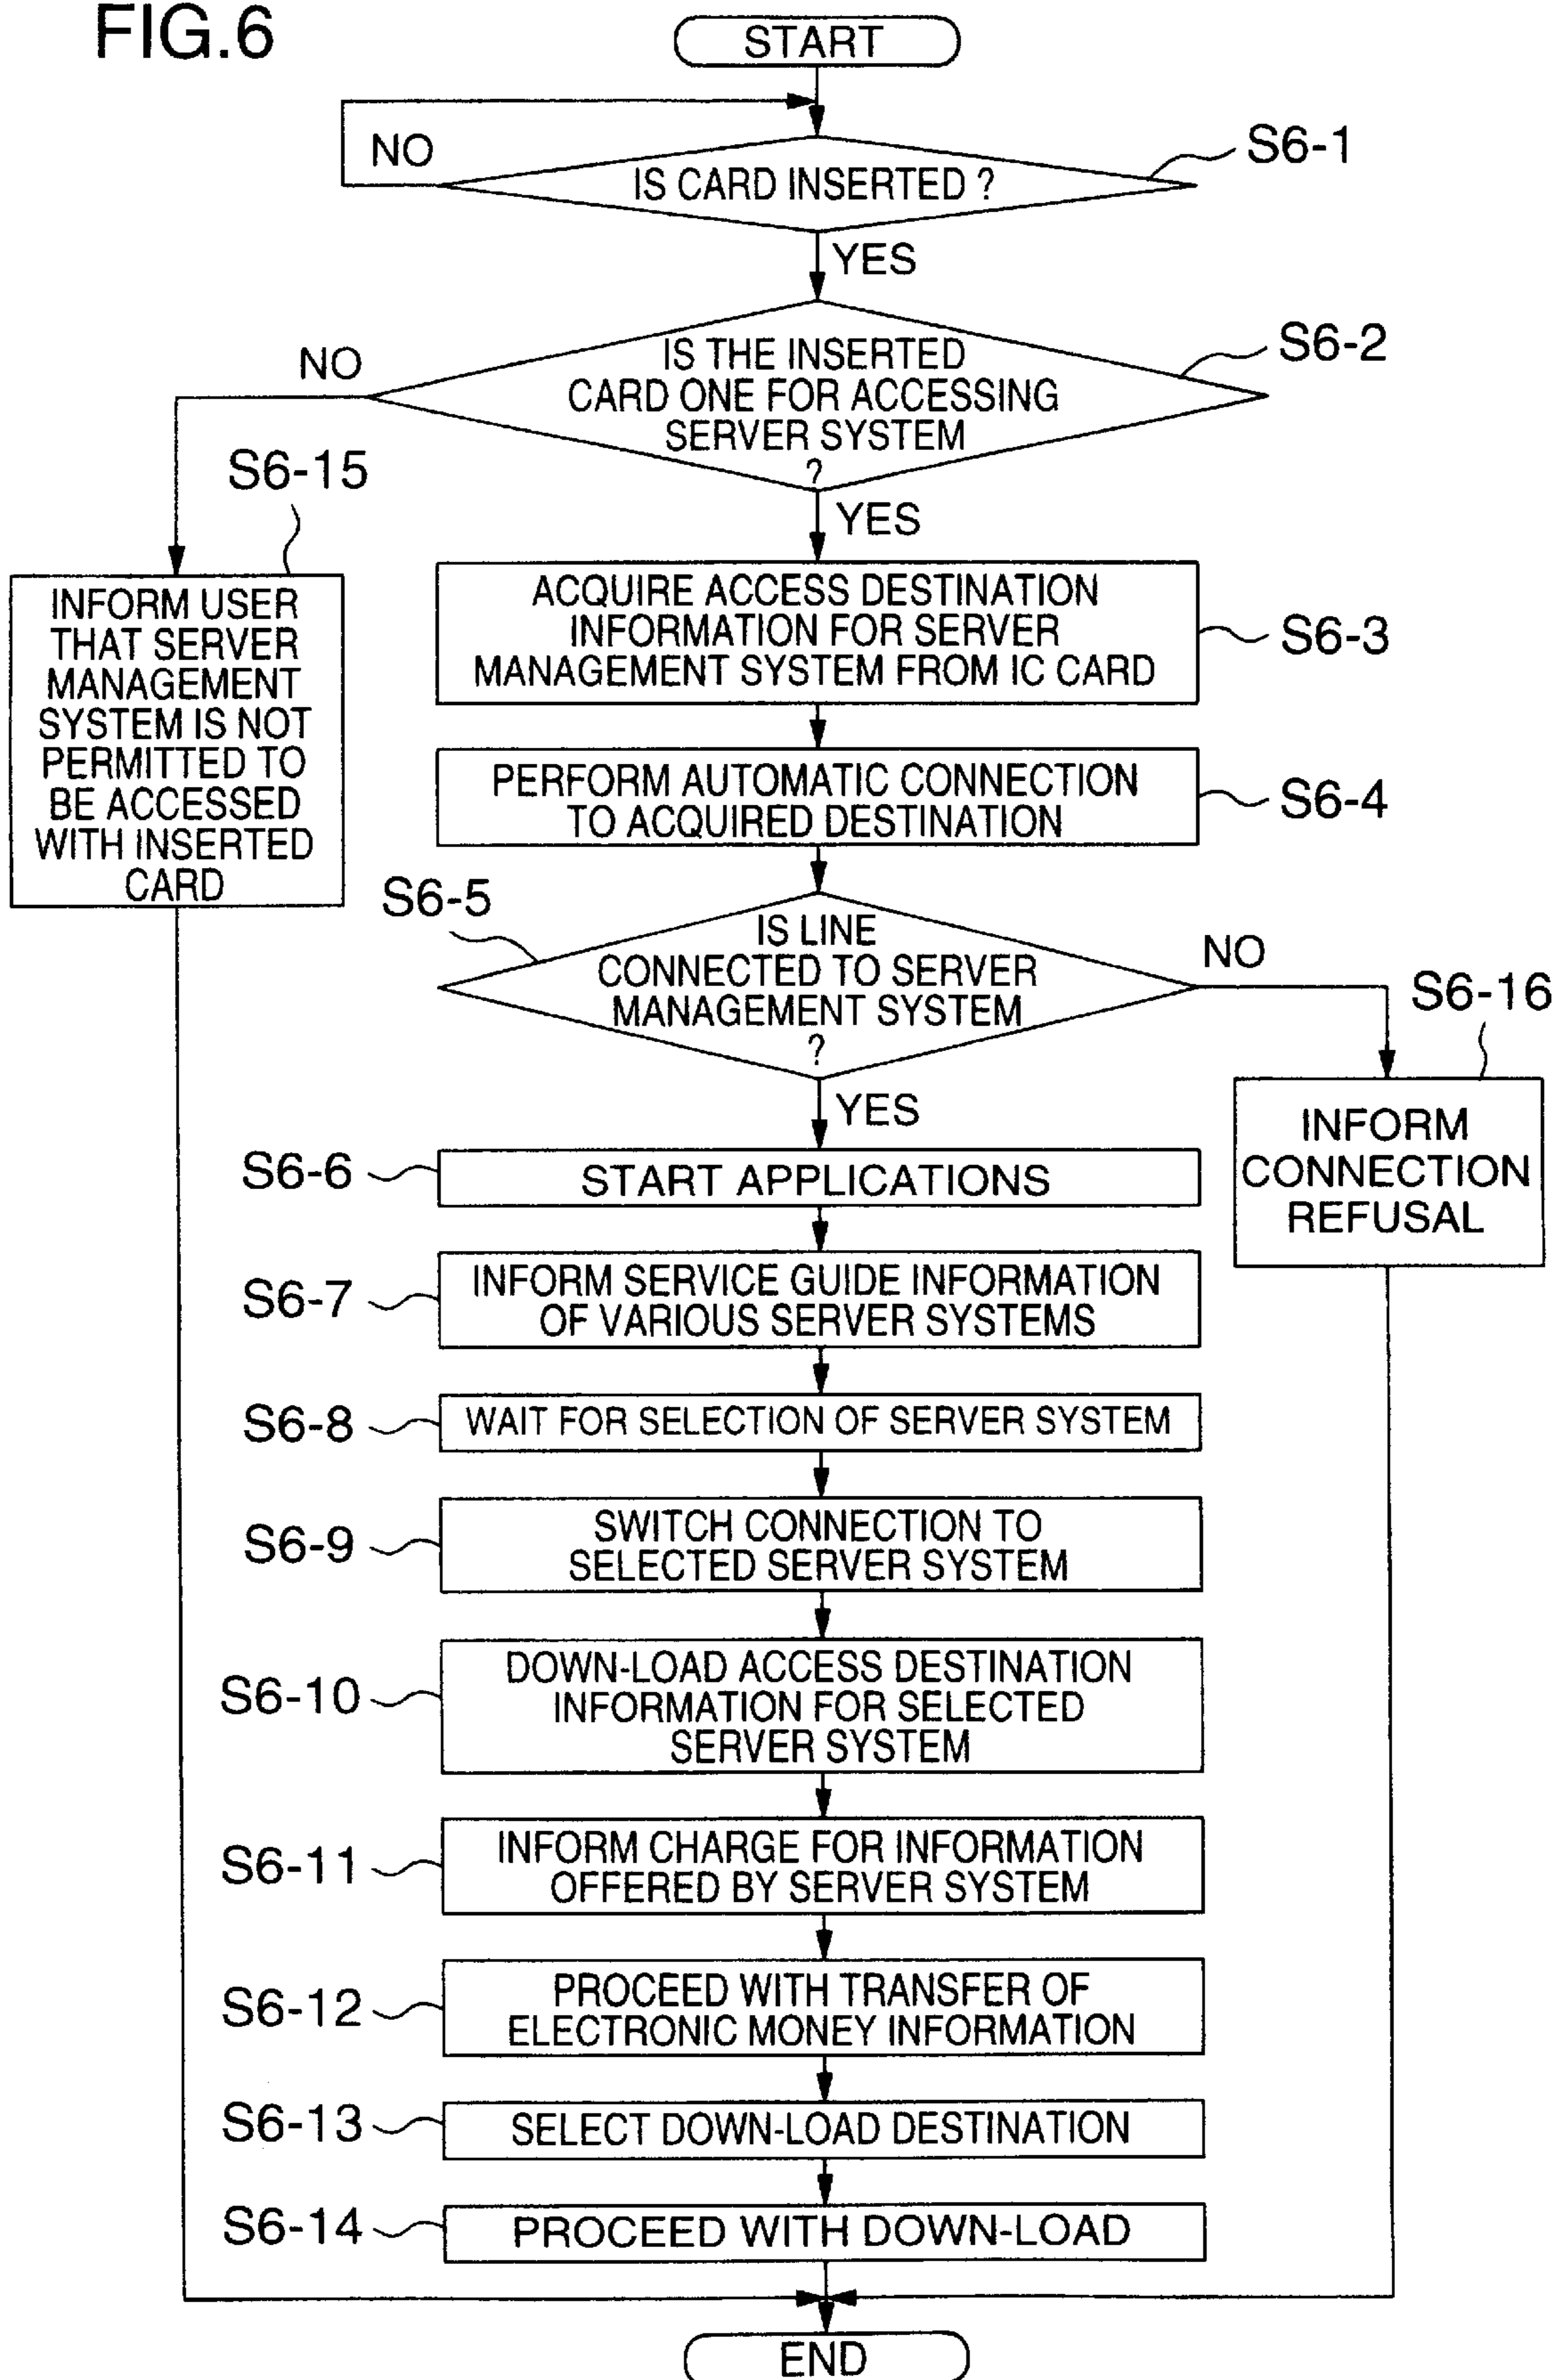 FIG.6
START
NO
IS CARD INSERTED ?
S6-1
YES
NO
IS THE INSERTED
CARD ONE FOR ACCESSING
SERVER SYSTEM
?
S6-2
YES
S6-15
INFORM USER
THAT SERVER
MANAGEMENT
SYSTEM IS NOT
PERMITTED TO
BE ACCESSED
WITH INSERTED
CARD
ACQUIRE ACCESS DESTINATION
INFORMATION FOR SERVER
MANAGEMENT SYSTEM FROM IC CARD
S6-3
PERFORM AUTOMATIC CONNECTION
TO ACQUIRED DESTINATION
S6-4
S6-5
IS LINE
CONNECTED TO SERVER
MANAGEMENT SYSTEM
?
NO
S6-16
YES
INFORM
CONNECTION
REFUSAL
S6-6
START APPLICATIONS
S6-7
INFORM SERVICE GUIDE INFORMATION
OF VARIOUS SERVER SYSTEMS
S6-8
WAIT FOR SELECTION OF SERVER SYSTEM
S6-9
SWITCH CONNECTION TO
SELECTED SERVER SYSTEM
S6-10
DOWN-LOAD ACCESS DESTINATION
INFORMATION FOR SELECTED
SERVER SYSTEM
S6-11
INFORM CHARGE FOR INFORMATION
OFFERED BY SERVER SYSTEM
S6-12
PROCEED WITH TRANSFER OF
ELECTRONIC MONEY INFORMATION
S6-13
SELECT DOWN-LOAD DESTINATION
S6-14
PROCEED WITH DOWN-LOAD
END